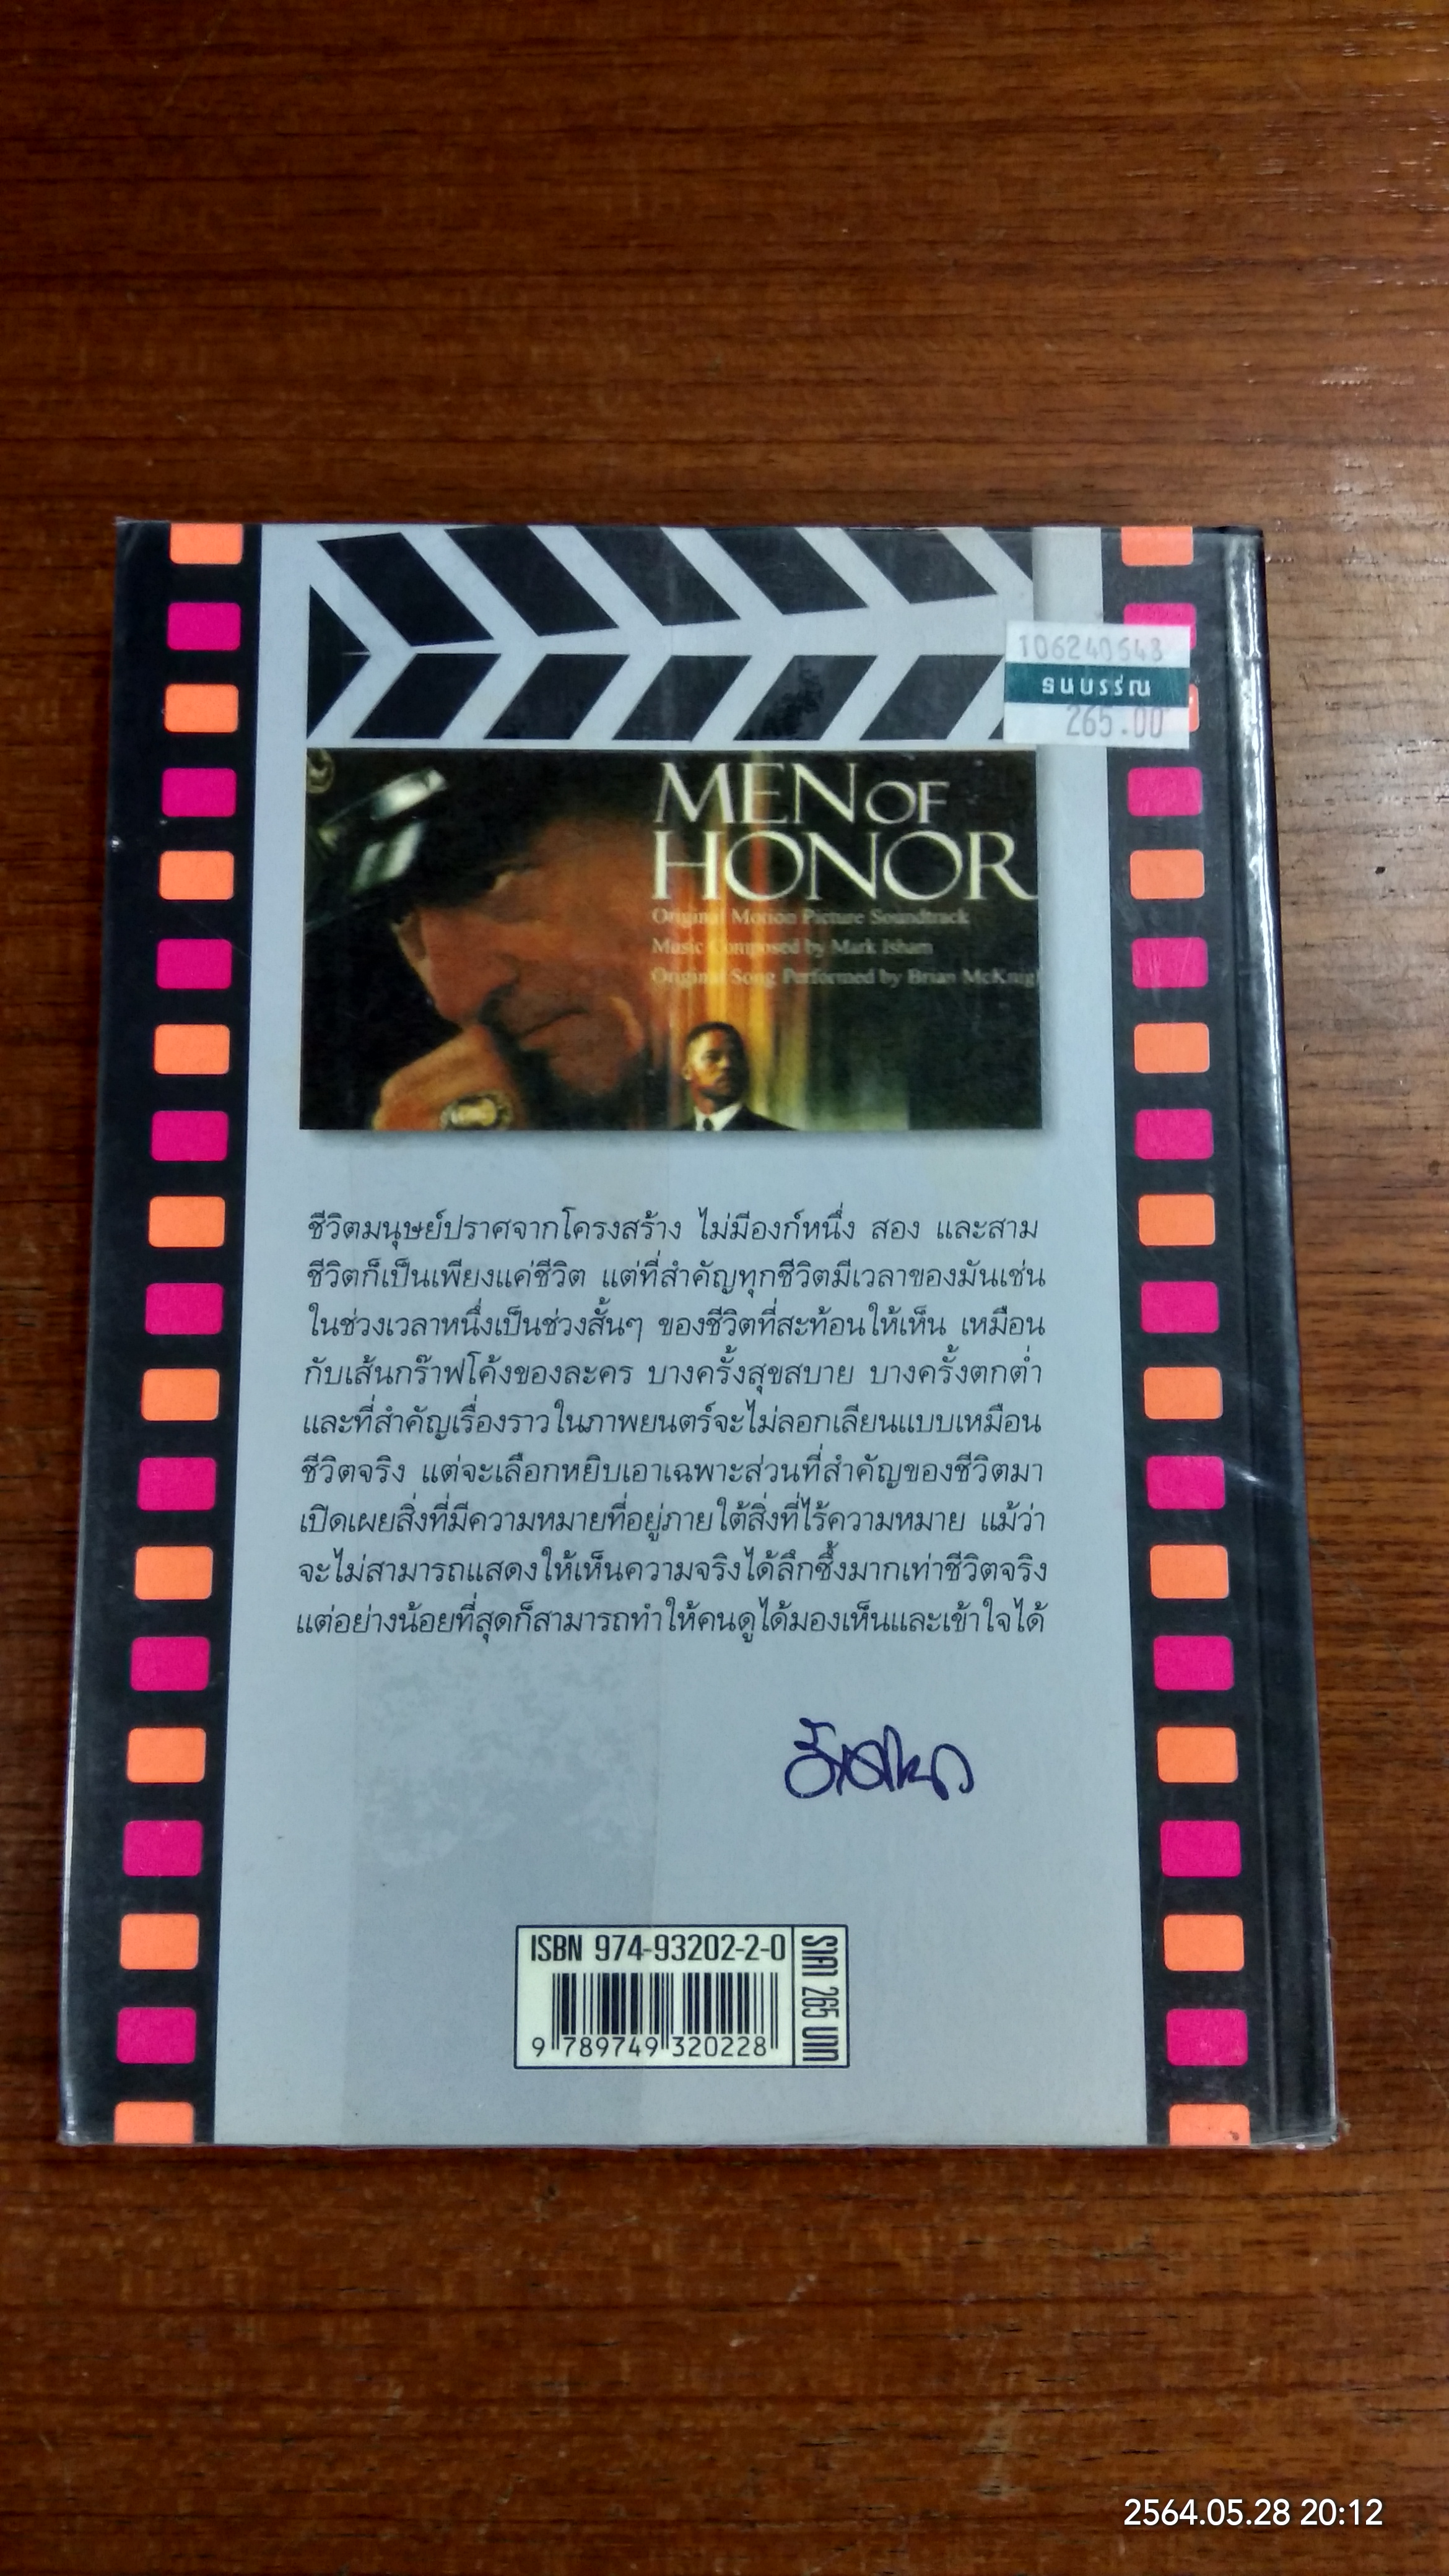 106240648
ธนบรรณ
265.00
MEN OF
HONOR
Original Motion Picture Soundtrack
Music Composed by Mark Isham
Original Song Performed by Brian McKnig
ชีวิตมนุษย์ปราศจากโครงสร้าง ไม่มีองก์หนึ่ง สอง และสาม
ชีวิตก็เป็นเพียงแค่ชีวิต แต่ที่สำคัญทุกชีวิตมีเวลาของมันเช่น
ในช่วงเวลาหนึ่งเป็นช่วงสั้นๆ ของชีวิตที่สะท้อนให้เห็น เหมือน
กับเส้นกร๊าฟโค้งของละคร บางครั้งสุขสบาย บางครั้งตกต่ำ
และที่สำคัญเรื่องราวในภาพยนตร์จะไม่ลอกเลียนแบบเหมือน
ชีวิตจริง แต่จะเลือกหยิบเอาเฉพาะส่วนที่สำคัญของชีวิตมา
เปิดเผยสิ่งที่มีความหมายที่อยู่ภายใต้สิ่งที่ไร้ความหมาย แม้ว่า
จะไม่สามารถแสดงให้เห็นความจริงได้ลึกซึ้งมากเท่าชีวิตจริง
แต่อย่างน้อยที่สุดก็สามารถทำให้คนดูได้มองเห็นและเข้าใจได้
ISBN 974-93202-2-0
9 789749 320228
ราคา 265 บาท
2564.05.28 20:12